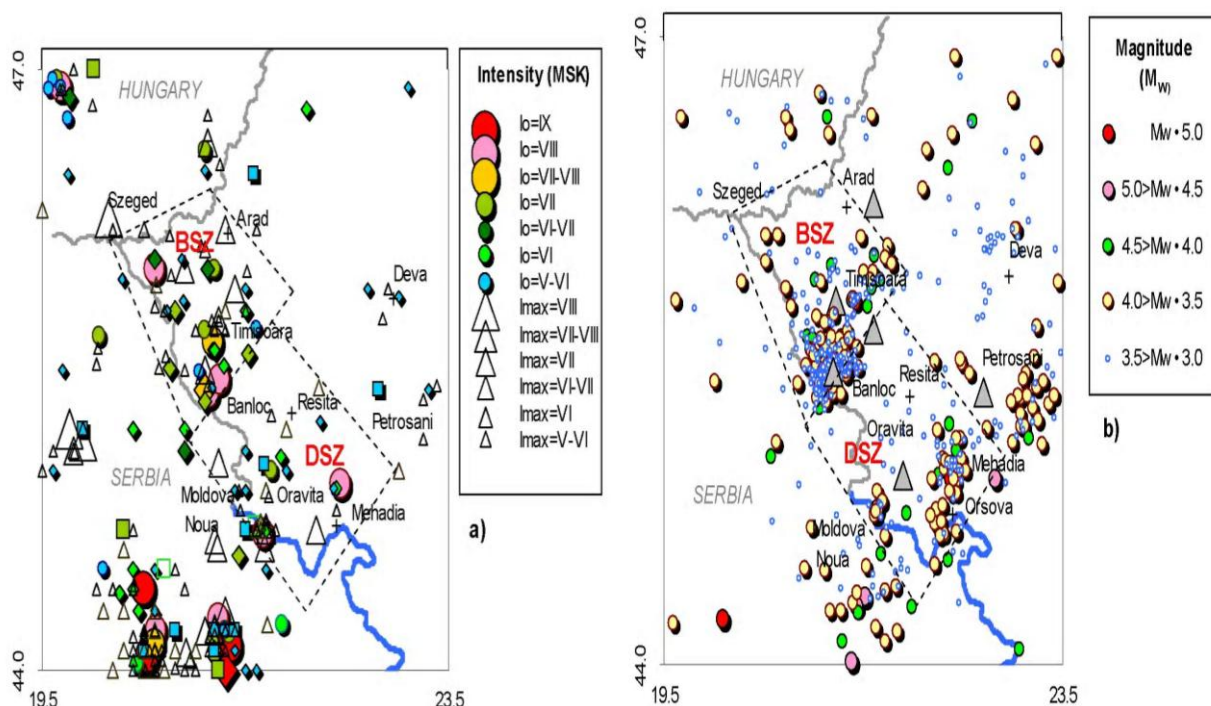 a)
47.0
HUNGARY
Szeged
Arad
BSZ
Deva
Timisoara
Banloc
Resita
Petrosani
DSZ
SERBIA
Moldova
Noua
Oravita
Mehadia
44.0
19.5
23.5
Intensity (MSK)
Io=IX
Io=VIII
Io=VII-VIII
Io=VII
Io=VI-VII
Io=VI
Io=V-VI
Imax=VIII
Imax=VII-VIII
Imax=VII
Imax=VI-VII
Imax=VI
Imax=V-VI
a)
b)
47.0
HUNGARY
Szeged
Arad
BSZ
Deva
Timisoara
Petrosani
Banloc
Resita
Oravita
DSZ
Mehadia
SERBIA
Orsova
Moldova
Noua
44.0
19.5
23.5
Magnitude
(MW)
Mw • 5.0
5.0>Mw • 4.5
4.5>Mw • 4.0
4.0>Mw • 3.5
3.5>Mw • 3.0
b)